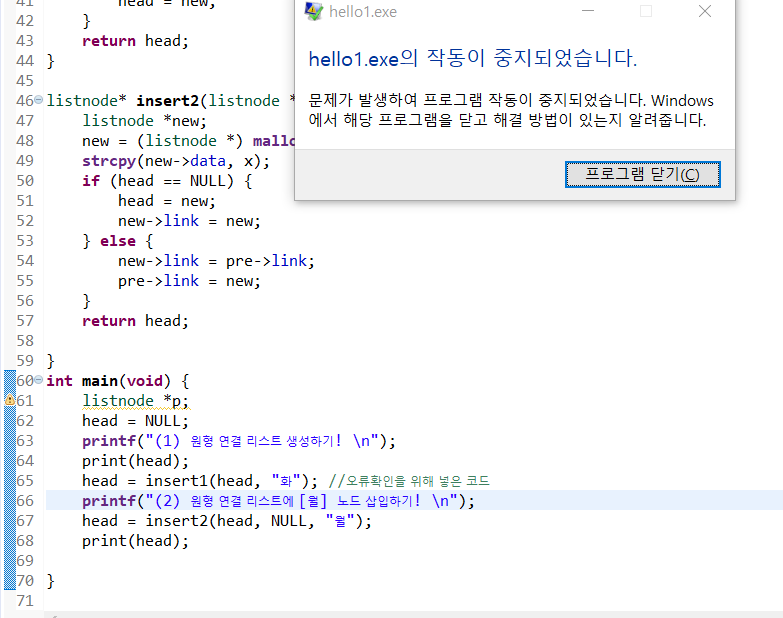 41 head = new;
42 }
43 return head;
44 }
45
46 listnode* insert2(listnode *
47 listnode *new;
48 new = (listnode *) mallo
49 strcpy(new->data, x);
50 if (head == NULL) {
51 head = new;
52 new->link = new;
53 } else {
54 new->link = pre->link;
55 pre->link = new;
56 }
57 return head;
58
59 }
60 int main(void) {
61 listnode *p;
62 head = NULL;
63 printf("(1) 원형 연결 리스트 생성하기! \n");
64 print(head);
65 head = insert1(head, "화"); //오류확인을 위해 넣은 코드
66 printf("(2) 원형 연결 리스트에 [월] 노드 삽입하기! \n");
67 head = insert2(head, NULL, "월");
68 print(head);
69
70 }
71
hello1.exe
hello1.exe의 작동이 중지되었습니다.
문제가 발생하여 프로그램 작동이 중지되었습니다. Windows
에서 해당 프로그램을 닫고 해결 방법이 있는지 알려줍니다.
프로그램 닫기(C)